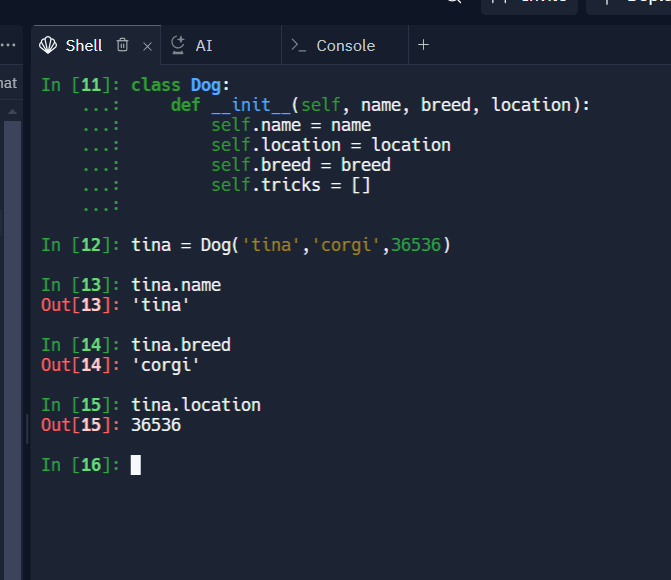 Shell
AI
Console
In [11]: class Dog:
...: def __init__(self, name, breed, location):
...: self.name = name
...: self.location = location
...: self.breed = breed
...: self.tricks = []
...:
In [12]: tina = Dog('tina','corgi',36536)
In [13]: tina.name
Out[13]: 'tina'
In [14]: tina.breed
Out[14]: 'corgi'
In [15]: tina.location
Out[15]: 36536
In [16]: